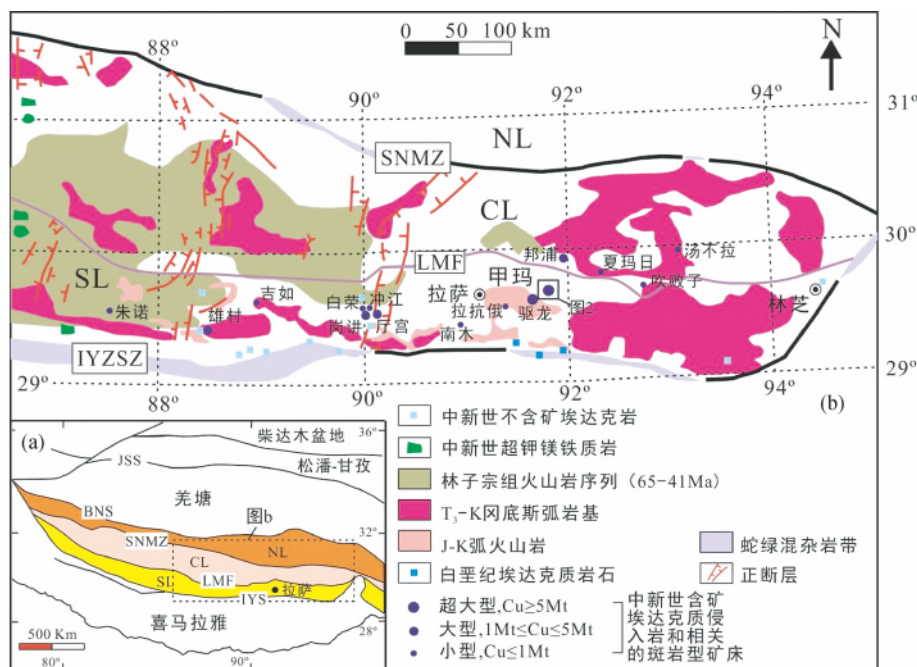 88°
0 50 100 km
N
90°
92°
94°
31°
NL
SNMZ
CL
30°
LMF
邦浦
夏玛日
汤不拉
SL
甲玛
吹败子
拉萨
林芝
吉如
白荣
冲江
朱诺
雄村
岗讲
厅宫
拉抗俄
驱龙
图2
南木
IYZSZ
29°
29°
88°
90°
92°
94°
(b)
(a)
柴达木盆地
36°
JSS
松潘-甘孜
羌塘
BNS
图b
32°
SNMZ
NL
CL
SL
LMF
拉萨
IYS
喜马拉雅
28°
500 Km
80°
90°
中新世不含矿埃达克岩
中新世超钾镁铁质岩
林子宗组火山岩序列（65-41Ma）
T₃-K冈底斯弧岩基
J-K弧火山岩
蛇绿混杂岩带
白垩纪埃达克质岩石
正断层
超大型,Cu≥5Mt
大型,1Mt≤Cu≤5Mt
小型,Cu≤1Mt
中新世含矿
埃达克质侵
入岩和相关
的斑岩型矿床